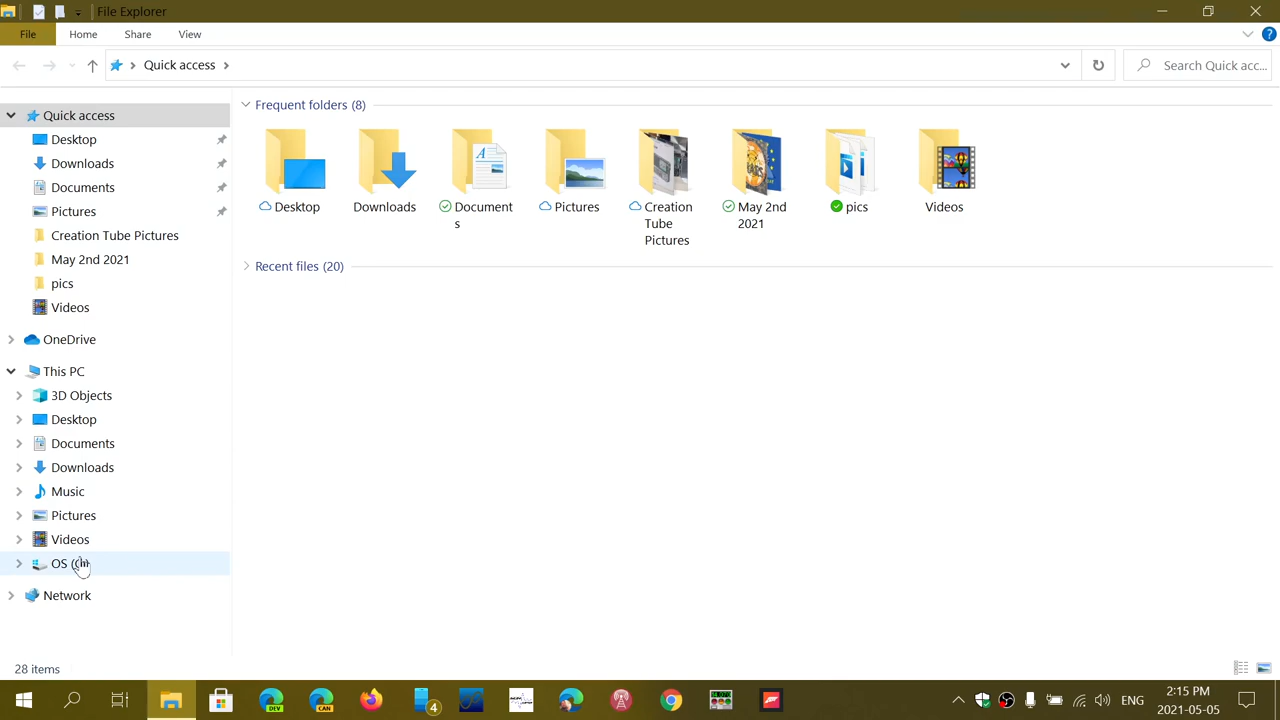 File Explorer
File Home Share View
Quick access
Search Quick acc...
Quick access
Desktop
Downloads
Documents
Pictures
Creation Tube Pictures
May 2nd 2021
pics
Videos
OneDrive
This PC
3D Objects
Desktop
Documents
Downloads
Music
Pictures
Videos
OS
Network
Frequent folders (8)
Desktop
Downloads
Document
s
Pictures
Creation
Tube
Pictures
May 2nd
2021
pics
Videos
Recent files (20)
28 items
DEV
CAN
4
ENG
2:15 PM
2021-05-05